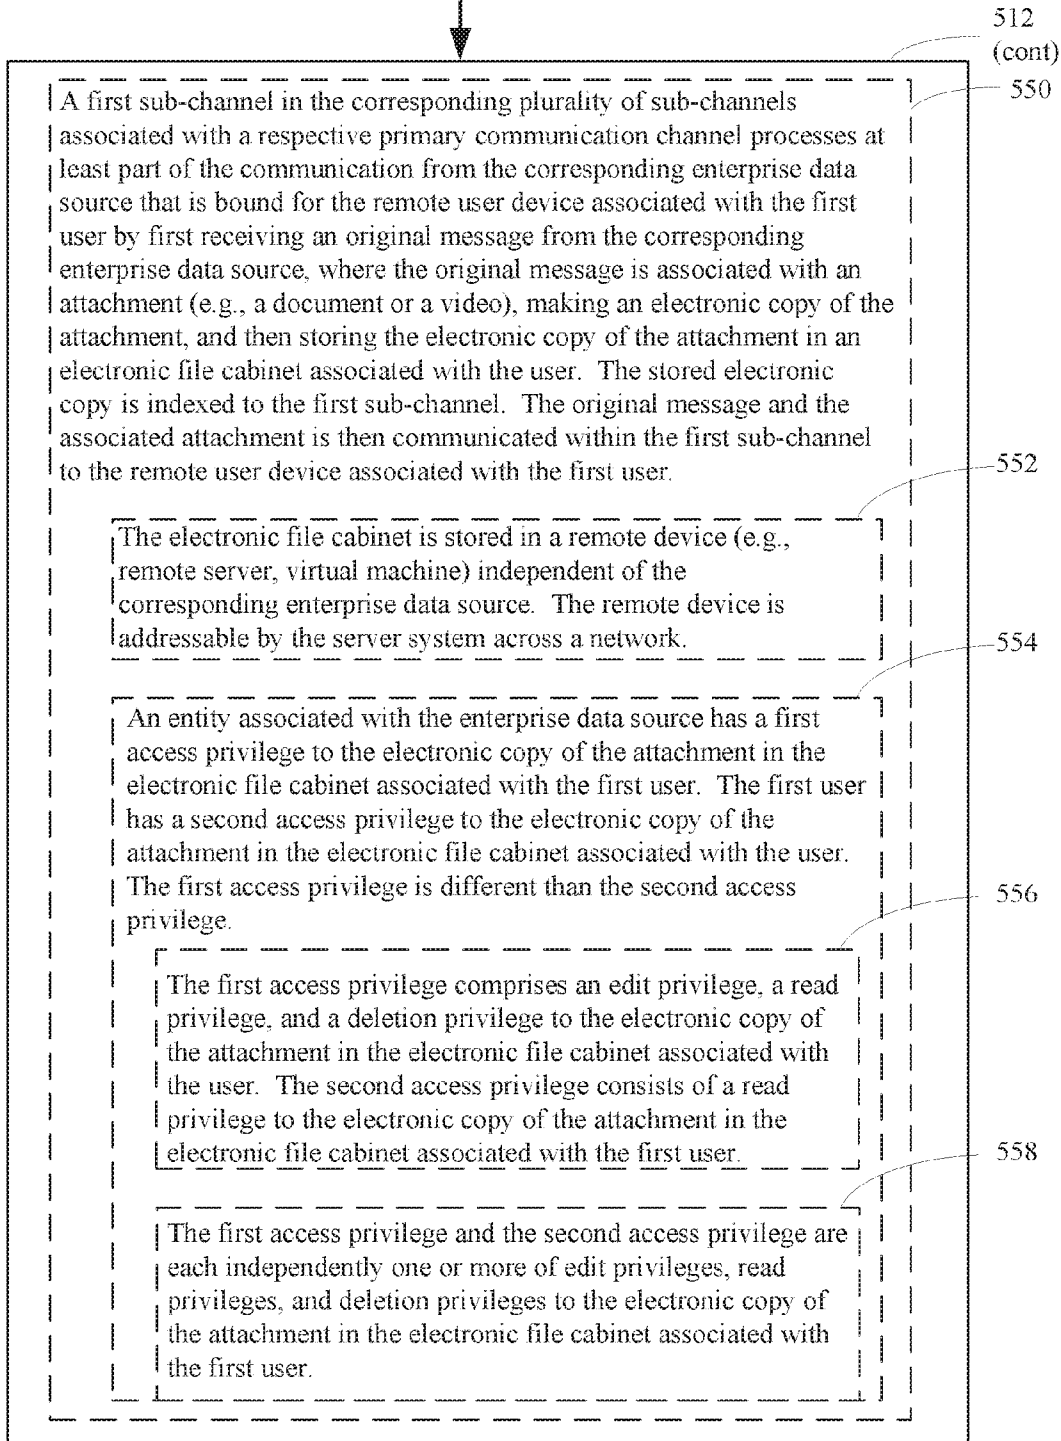 512
(cont)
550
A first sub-channel in the corresponding plurality of sub-channels
associated with a respective primary communication channel processes at
least part of the communication from the corresponding enterprise data
source that is bound for the remote user device associated with the first
user by first receiving an original message from the corresponding
enterprise data source, where the original message is associated with an
attachment (e.g., a document or a video), making an electronic copy of the
attachment, and then storing the electronic copy of the attachment in an
electronic file cabinet associated with the user.  The stored electronic
copy is indexed to the first sub-channel.  The original message and the
associated attachment is then communicated within the first sub-channel
to the remote user device associated with the first user.
552
The electronic file cabinet is stored in a remote device (e.g.,
remote server, virtual machine) independent of the
corresponding enterprise data source.  The remote device is
addressable by the server system across a network.
554
An entity associated with the enterprise data source has a first
access privilege to the electronic copy of the attachment in the
electronic file cabinet associated with the first user.  The first user
has a second access privilege to the electronic copy of the
attachment in the electronic file cabinet associated with the user.
The first access privilege is different than the second access
privilege.
556
The first access privilege comprises an edit privilege, a read
privilege, and a deletion privilege to the electronic copy of
the attachment in the electronic file cabinet associated with
the user.  The second access privilege consists of a read
privilege to the electronic copy of the attachment in the
electronic file cabinet associated with the first user.
558
The first access privilege and the second access privilege are
each independently one or more of edit privileges, read
privileges, and deletion privileges to the electronic copy of
the attachment in the electronic file cabinet associated with
the first user.